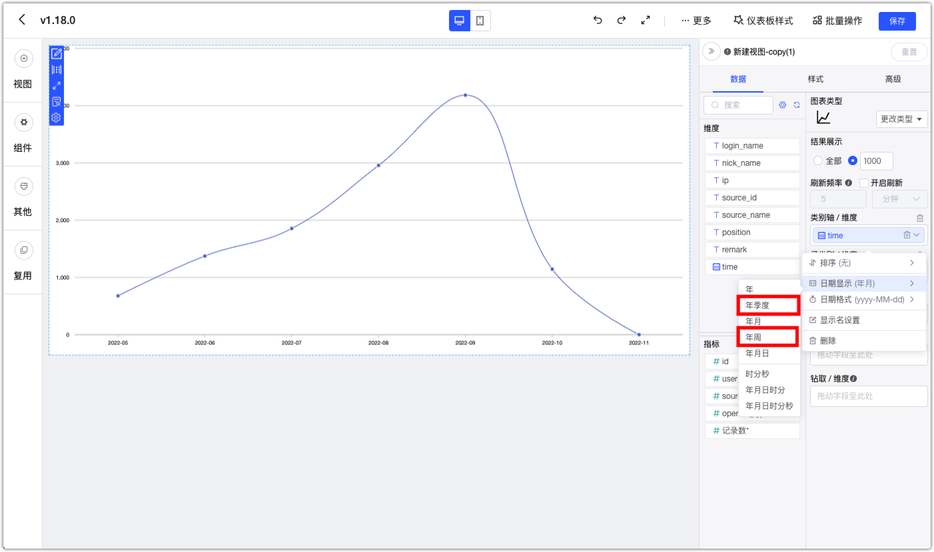 v1.18.0
更多
仪表板样式
批量操作
保存
视图
组件
其他
复用
3,000
2,000
1,000
0
2022-05
2022-06
2022-07
2022-08
2022-09
2022-10
2022-11
新建视图-copy(1)
重置
数据
样式
高级
搜索
维度
T login_name
T nick_name
T ip
T source_id
T source_name
T position
T remark
time
指标
# id
# user
# sour
# oper
# 记录数*
年
年季度
年月
年周
年月日
时分秒
年月日时分
年月日时分秒
图表类型
更改类型
结果展示
全部
1000
刷新频率
开启刷新
5
分钟
类别轴 / 维度
time
排序 (无)
日期显示 (年月)
日期格式 (yyyy-MM-dd)
显示名设置
删除
拖动字段至此处
钻取 / 维度
拖动字段至此处